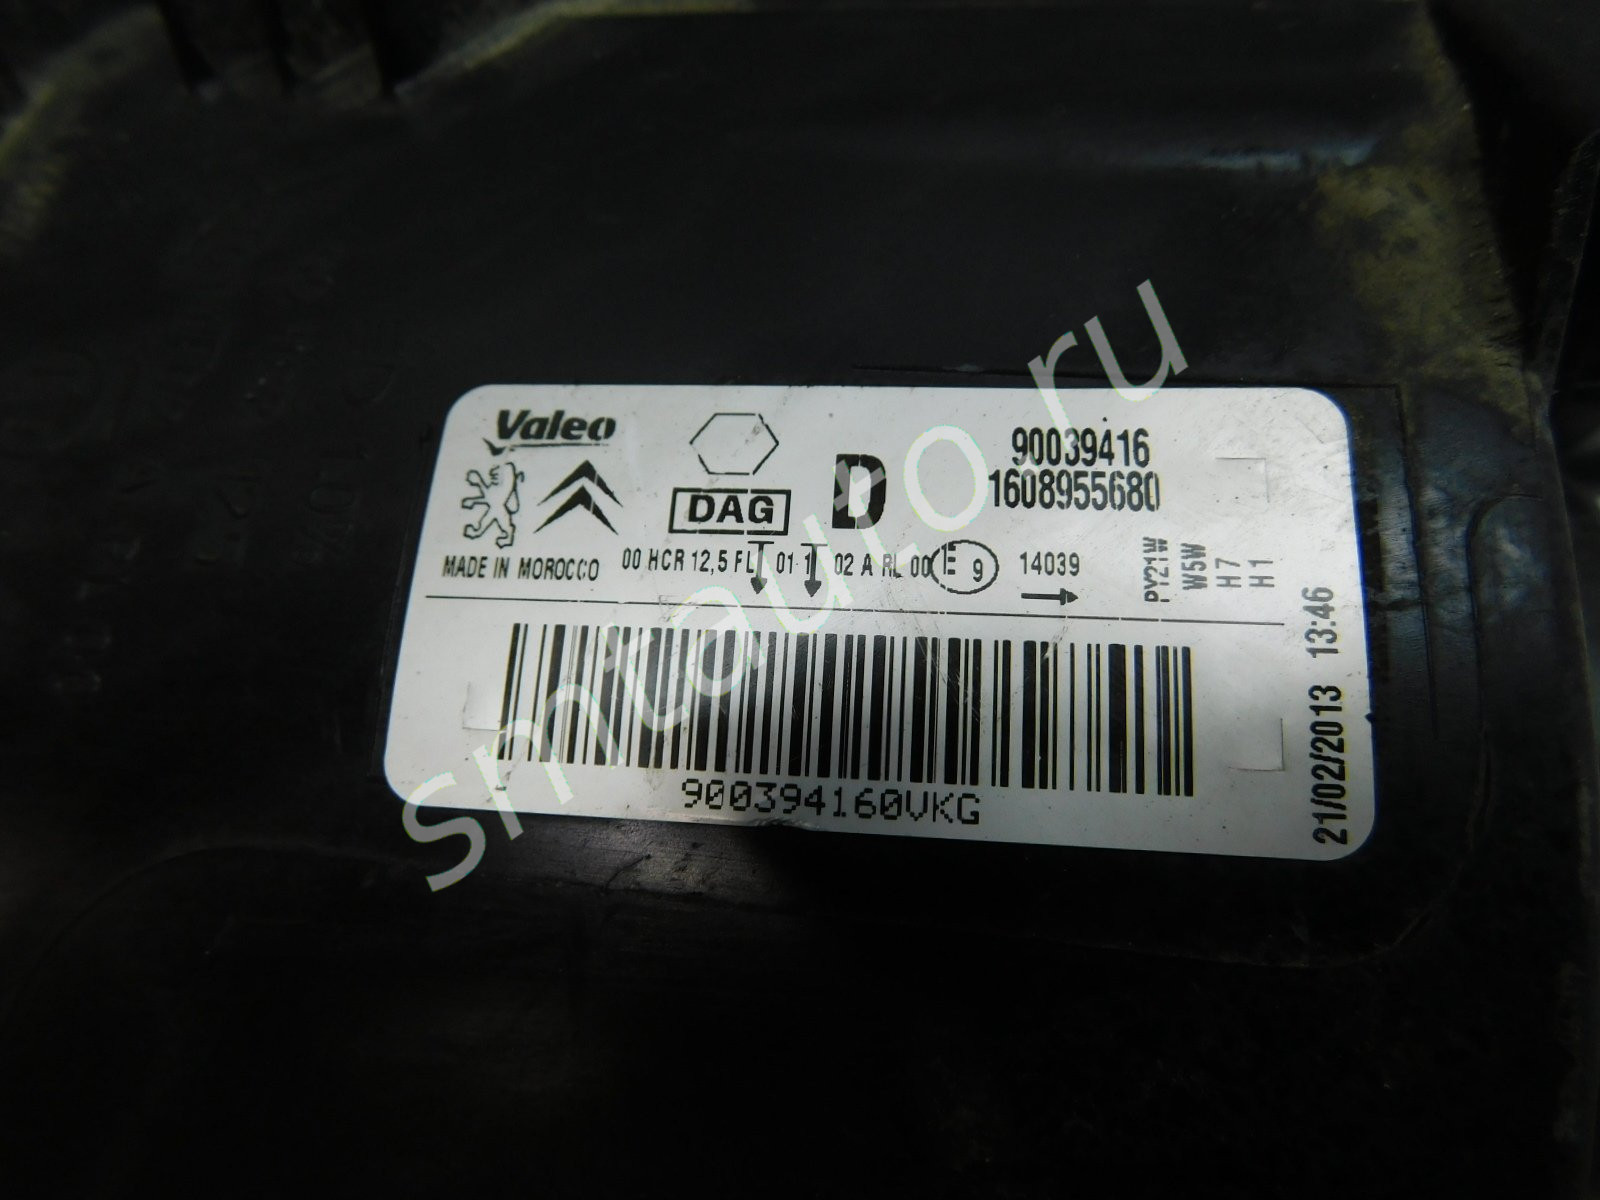 Valeo
DAG
D
90039416
1608955680
MADE IN MOROCCO
00 HCR 12,5 FL 01 1 02 A RL 00 E 9 14039
PY21W
W5W
H7
H1
900394160VKG
21/02/2013 13:46
smtauto.ru